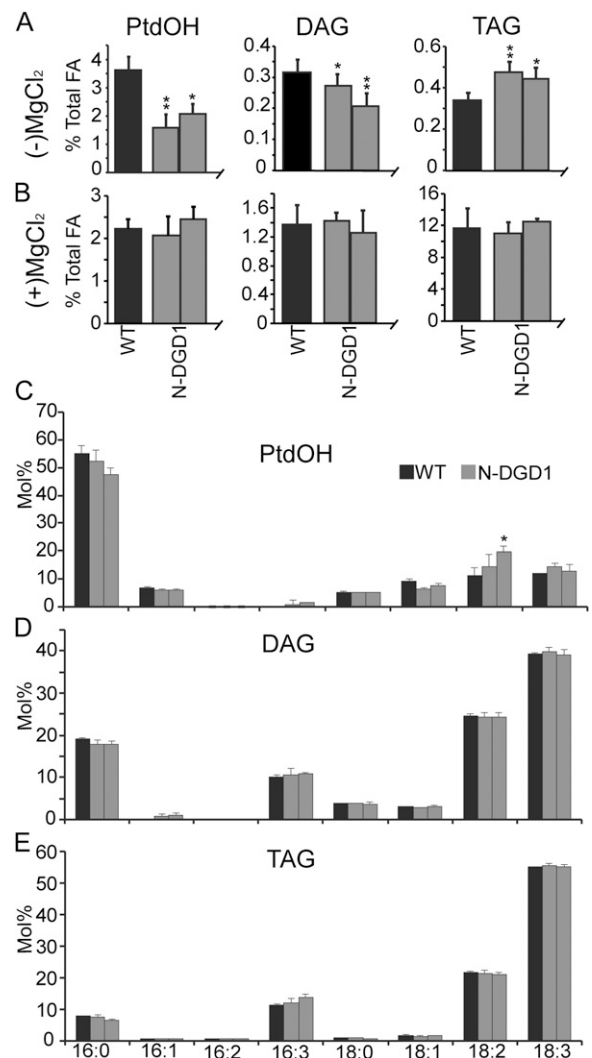 A
PtdOH DAG TAG
(-)MgCl₂
% Total FA
4
3
2
1
0
** *
0.4
0.3
0.2
0.1
0
* **
0.6
0.4
0.2
0
** *
B
(+)MgCl₂
% Total FA
3
2
1
0
2
1.6
1.2
0.8
0.4
0
16
12
8
4
0
WT N-DGD1 WT N-DGD1 WT N-DGD1
C
PtdOH
WT N-DGD1
Mol%
70
60
50
40
30
20
10
0
*
D
DAG
Mol%
40
30
20
10
0
E
TAG
Mol%
60
50
40
30
20
10
0
16:0 16:1 16:2 16:3 18:0 18:1 18:2 18:3